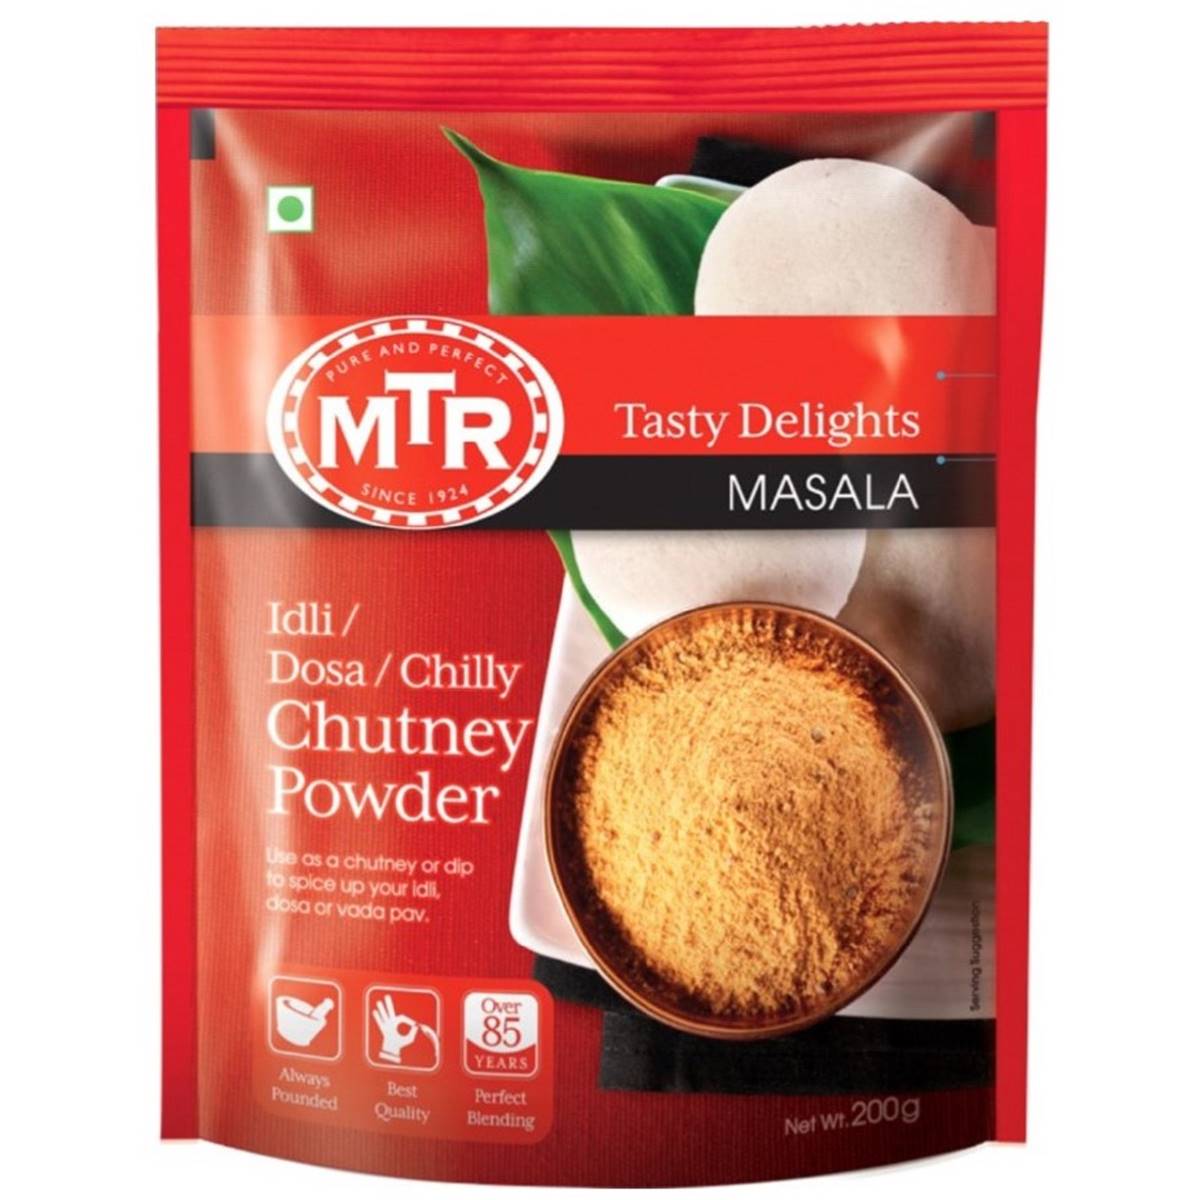 PURE AND PERFECT
MTR
SINCE 1924
Tasty Delights
MASALA
Idli /
Dosa / Chilly
Chutney
Powder
Use as a chutney or dip
to spice up your idli,
dosa or vada pav.
Serving Suggestion
Always
Pounded
Best
Quality
Over
85
YEARS
Perfect
Blending
Net Wt. 200g